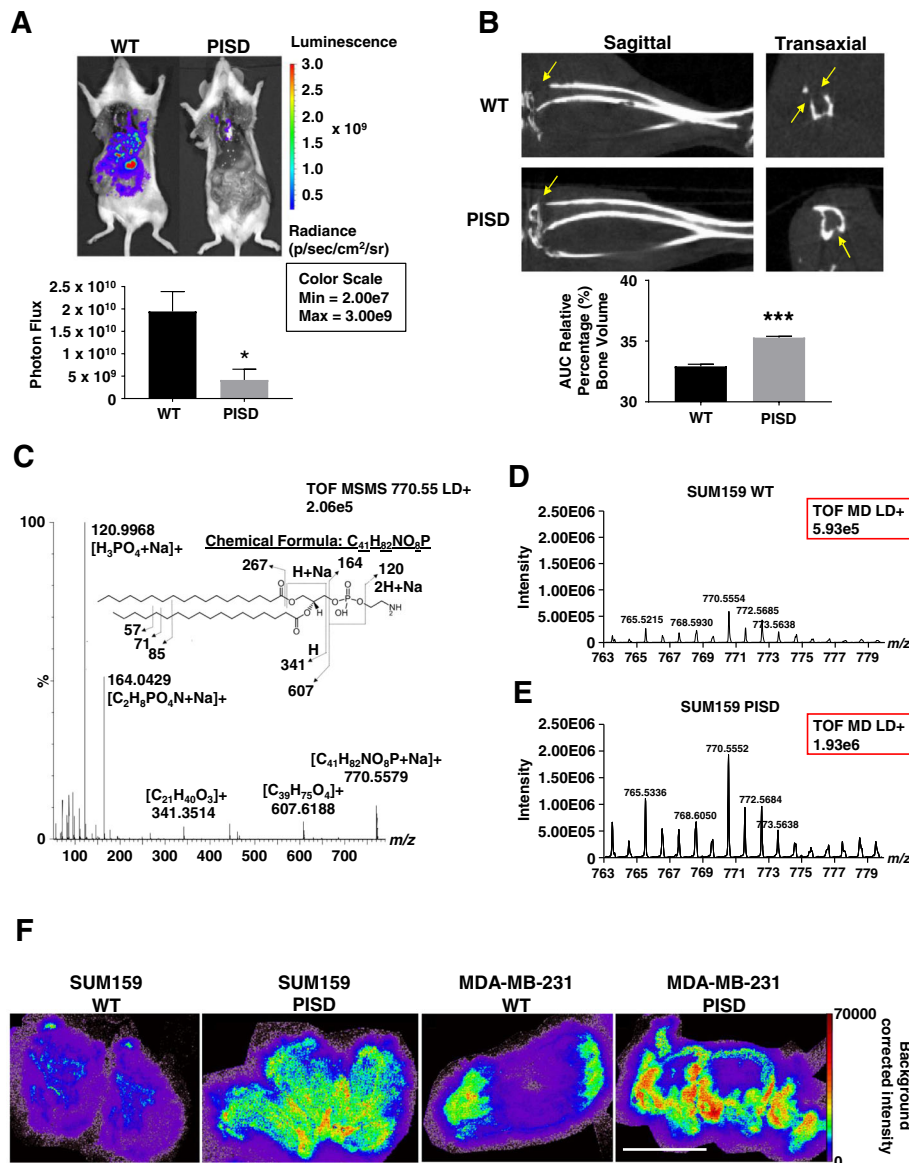 A
WT PISD
Luminescence
3.0
2.0
x 10⁹
1.0
0.5
Radiance
(p/sec/cm²/sr)
Color Scale
Min = 2.00e7
Max = 3.00e9
Photon Flux
2.5 x 10¹⁰
2 x 10¹⁰
1 x 10¹⁰
1 x 10¹⁰
5 x 10⁹
0
*
WT PISD
B
Sagittal Transaxial
WT
PISD
AUC Relative
Percentage (%)
Bone Volume
40
35
30
***
WT PISD
C
TOF MSMS 770.55 LD+
2.06e5
100
%
0
120.9968
[H₃PO₄+Na]+
Chemical Formula: C₄₁H₈₂NO₈P
267 H+Na 164 120
2H+Na
O
O
O
O
O
P
O
OH
H
NH₂
57
71
85
H
341
607
164.0429
[C₂H₈PO₄N+Na]+
[C₂₁H₄₀O₃]+
341.3514
[C₃₉H₇₅O₄]+
607.6188
[C₄₁H₈₂NO₈P+Na]+
770.5579
100 200 300 400 500 600 700 m/z
D
SUM159 WT
TOF MD LD+
5.93e5
Intensity
2.50E06
2.00E06
1.50E06
1.00E06
5.00E05
0
765.5215
768.5930
770.5554
772.5685
773.5638
763 765 767 769 771 773 775 777 779 m/z
E
SUM159 PISD
TOF MD LD+
1.93e6
Intensity
2.50E06
2.00E06
1.50E06
1.00E06
5.00E05
0
765.5336
768.6050
770.5552
772.5684
773.5638
763 765 767 769 771 773 775 777 779 m/z
F
SUM159
WT
SUM159
PISD
MDA-MB-231
WT
MDA-MB-231
PISD
70000
0
Background
corrected intensity